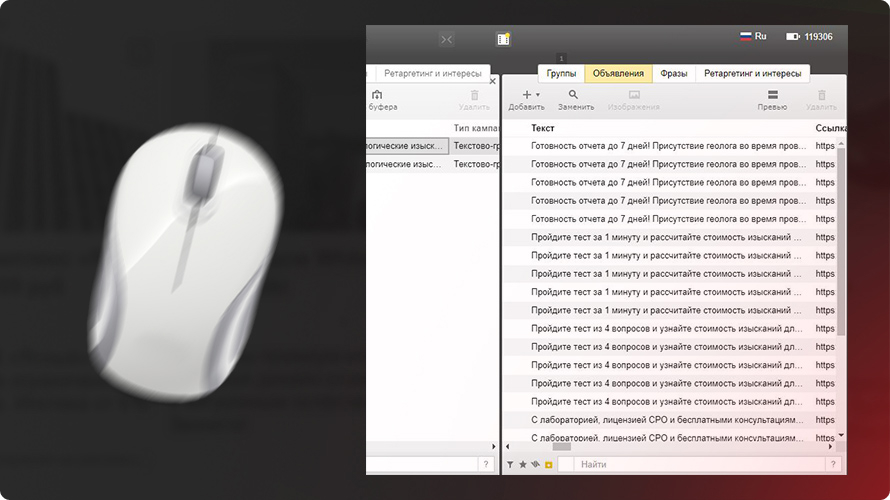 Ru 119306
1
Ретаргетинг и интересы
Группы Объявления Фразы Ретаргетинг и интересы
буфера Удалить
Добавить Заменить Изображения Превью Удалить
Тип кампан
Текст Ссылка
логические изыск... Текстово-гр
логические изыс... Текстово-гр
Готовность отчета до 7 дней! Присутствие геолога во время пров... https
Готовность отчета до 7 дней! Присутствие геолога во время пров... https
Готовность отчета до 7 дней! Присутствие геолога во время пров... https
Готовность отчета до 7 дней! Присутствие геолога во время пров... https
Готовность отчета до 7 дней! Присутствие геолога во время пров... https
Пройдите тест за 1 минуту и рассчитайте стоимость изысканий ... https
Пройдите тест за 1 минуту и рассчитайте стоимость изысканий ... https
Пройдите тест за 1 минуту и рассчитайте стоимость изысканий ... https
Пройдите тест за 1 минуту и рассчитайте стоимость изысканий ... https
Пройдите тест за 1 минуту и рассчитайте стоимость изысканий ... https
Пройдите тест из 4 вопросов и узнайте стоимость изысканий дл... https
Пройдите тест из 4 вопросов и узнайте стоимость изысканий дл... https
Пройдите тест из 4 вопросов и узнайте стоимость изысканий дл... https
Пройдите тест из 4 вопросов и узнайте стоимость изысканий дл... https
Пройдите тест из 4 вопросов и узнайте стоимость изысканий дл... https
С лабораторией, лицензией СРО и бесплатными консультациям... https
С лабораторией, лицензией СРО и бесплатными консультациям... https
? Найти ?